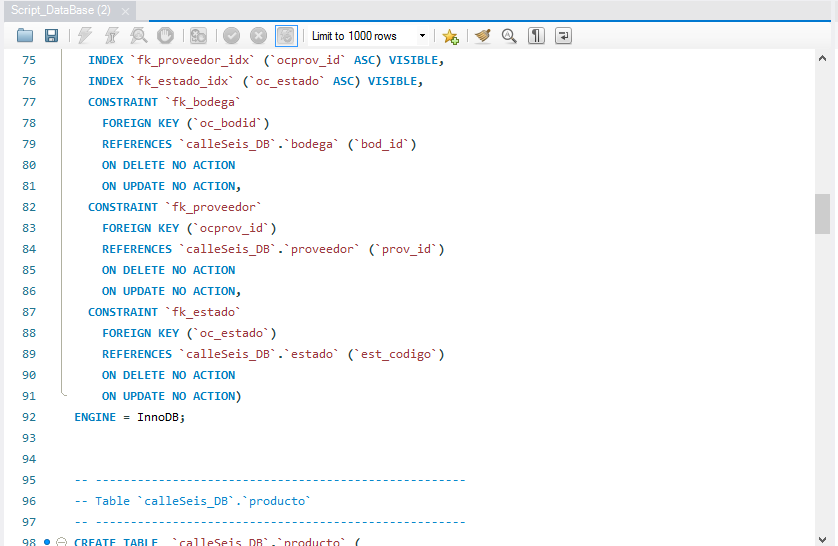 Script_DataBase (2) ×
Limit to 1000 rows
75 INDEX `fk_proveedor_idx` (`ocprov_id` ASC) VISIBLE,
76 INDEX `fk_estado_idx` (`oc_estado` ASC) VISIBLE,
77 CONSTRAINT `fk_bodega`
78 FOREIGN KEY (`oc_bodid`)
79 REFERENCES `calleSeis_DB`.`bodega` (`bod_id`)
80 ON DELETE NO ACTION
81 ON UPDATE NO ACTION,
82 CONSTRAINT `fk_proveedor`
83 FOREIGN KEY (`ocprov_id`)
84 REFERENCES `calleSeis_DB`.`proveedor` (`prov_id`)
85 ON DELETE NO ACTION
86 ON UPDATE NO ACTION,
87 CONSTRAINT `fk_estado`
88 FOREIGN KEY (`oc_estado`)
89 REFERENCES `calleSeis_DB`.`estado` (`est_codigo`)
90 ON DELETE NO ACTION
91 ON UPDATE NO ACTION)
92 ENGINE = InnoDB;
93
94
95 -- -----------------------------------------------------
96 -- Table `calleSeis_DB`.`producto`
97 -- -----------------------------------------------------
98 CREATE TABLE `calleSeis_DB`.`producto` (